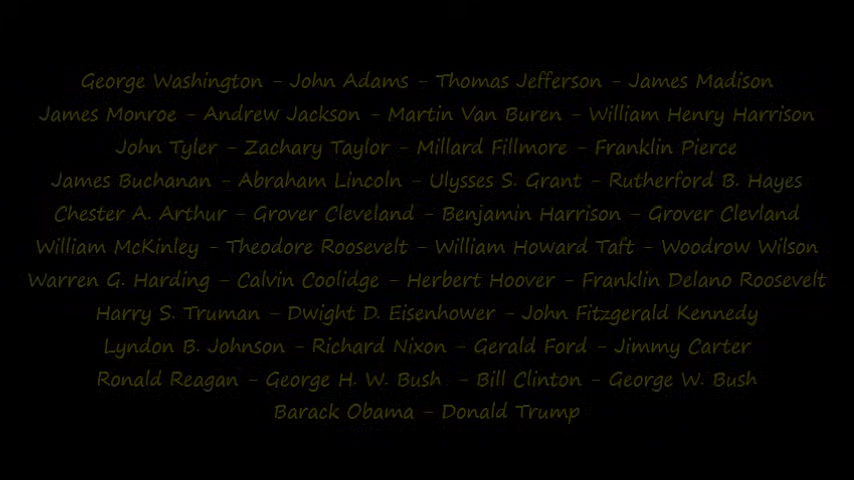 George Washington - John Adams - Thomas Jefferson - James Madison
James Monroe - Andrew Jackson - Martin Van Buren - William Henry Harrison
John Tyler - Zachary Taylor - Millard Fillmore - Franklin Pierce
James Buchanan - Abraham Lincoln - Ulysses S. Grant - Rutherford B. Hayes
Chester A. Arthur - Grover Cleveland - Benjamin Harrison - Grover Clevland
William McKinley - Theodore Roosevelt - William Howard Taft - Woodrow Wilson
Warren G. Harding - Calvin Coolidge - Herbert Hoover - Franklin Delano Roosevelt
Harry S. Truman - Dwight D. Eisenhower - John Fitzgerald Kennedy
Lyndon B. Johnson - Richard Nixon - Gerald Ford - Jimmy Carter
Ronald Reagan - George H. W. Bush - Bill Clinton - George W. Bush
Barack Obama - Donald Trump